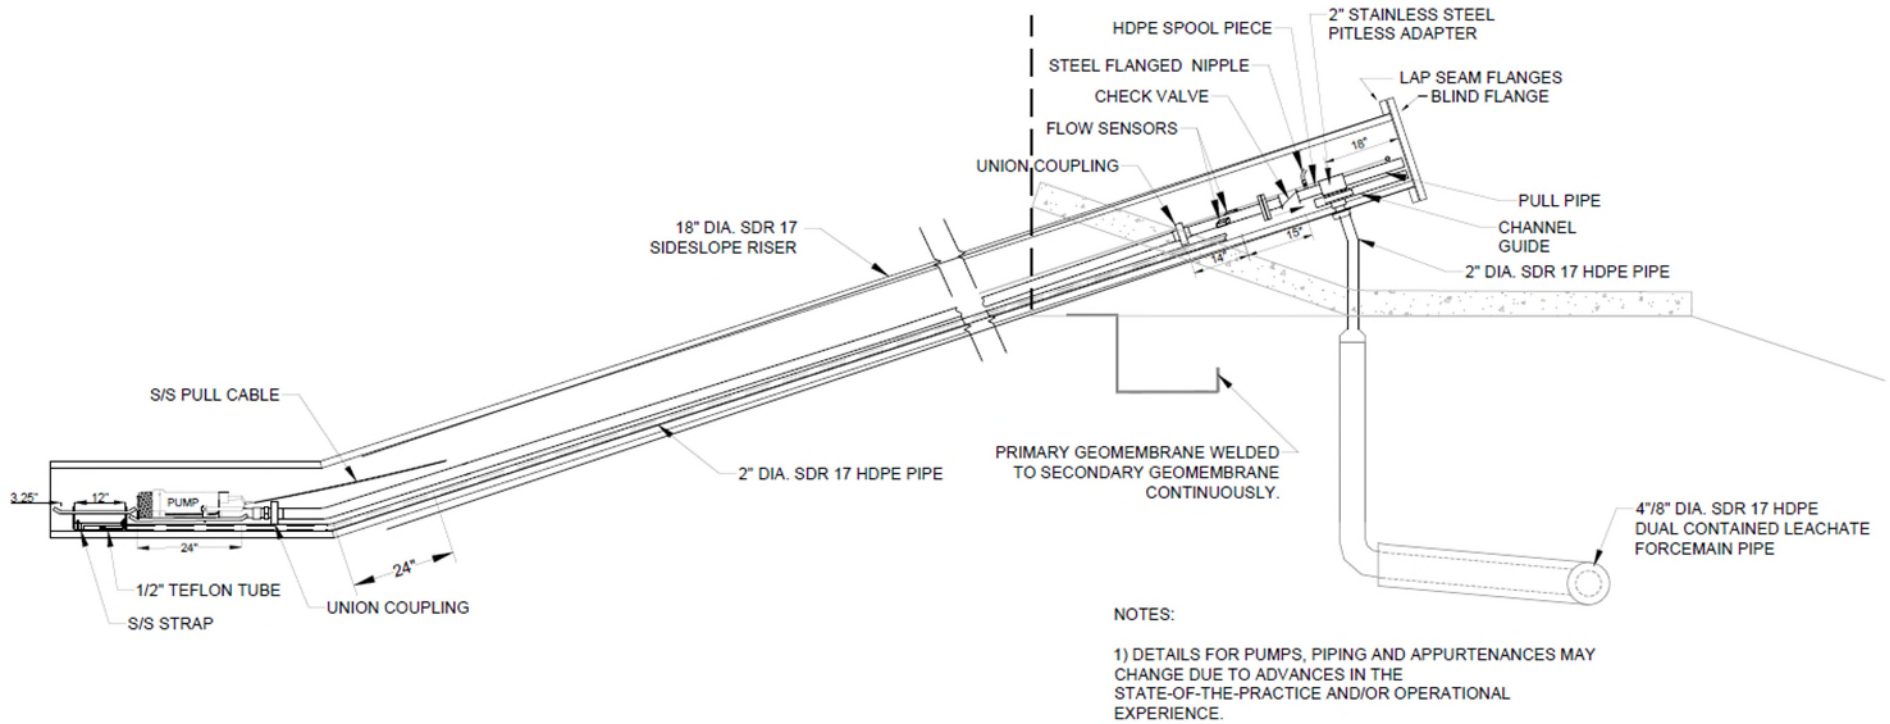 2" STAINLESS STEEL
PITLESS ADAPTER
HDPE SPOOL PIECE
STEEL FLANGED NIPPLE
LAP SEAM FLANGES
BLIND FLANGE
CHECK VALVE
FLOW SENSORS
UNION COUPLING
18"
PULL PIPE
CHANNEL
GUIDE
18" DIA. SDR 17
SIDESLOPE RISER
15"
14"
2" DIA. SDR 17 HDPE PIPE
S/S PULL CABLE
PRIMARY GEOMEMBRANE WELDED
TO SECONDARY GEOMEMBRANE
CONTINUOUSLY.
2" DIA. SDR 17 HDPE PIPE
3.25"
12"
PUMP
24"
24"
4"/8" DIA. SDR 17 HDPE
DUAL CONTAINED LEACHATE
FORCEMAIN PIPE
1/2" TEFLON TUBE
UNION COUPLING
S/S STRAP
NOTES:
1) DETAILS FOR PUMPS, PIPING AND APPURTENANCES MAY
CHANGE DUE TO ADVANCES IN THE
STATE-OF-THE-PRACTICE AND/OR OPERATIONAL
EXPERIENCE.